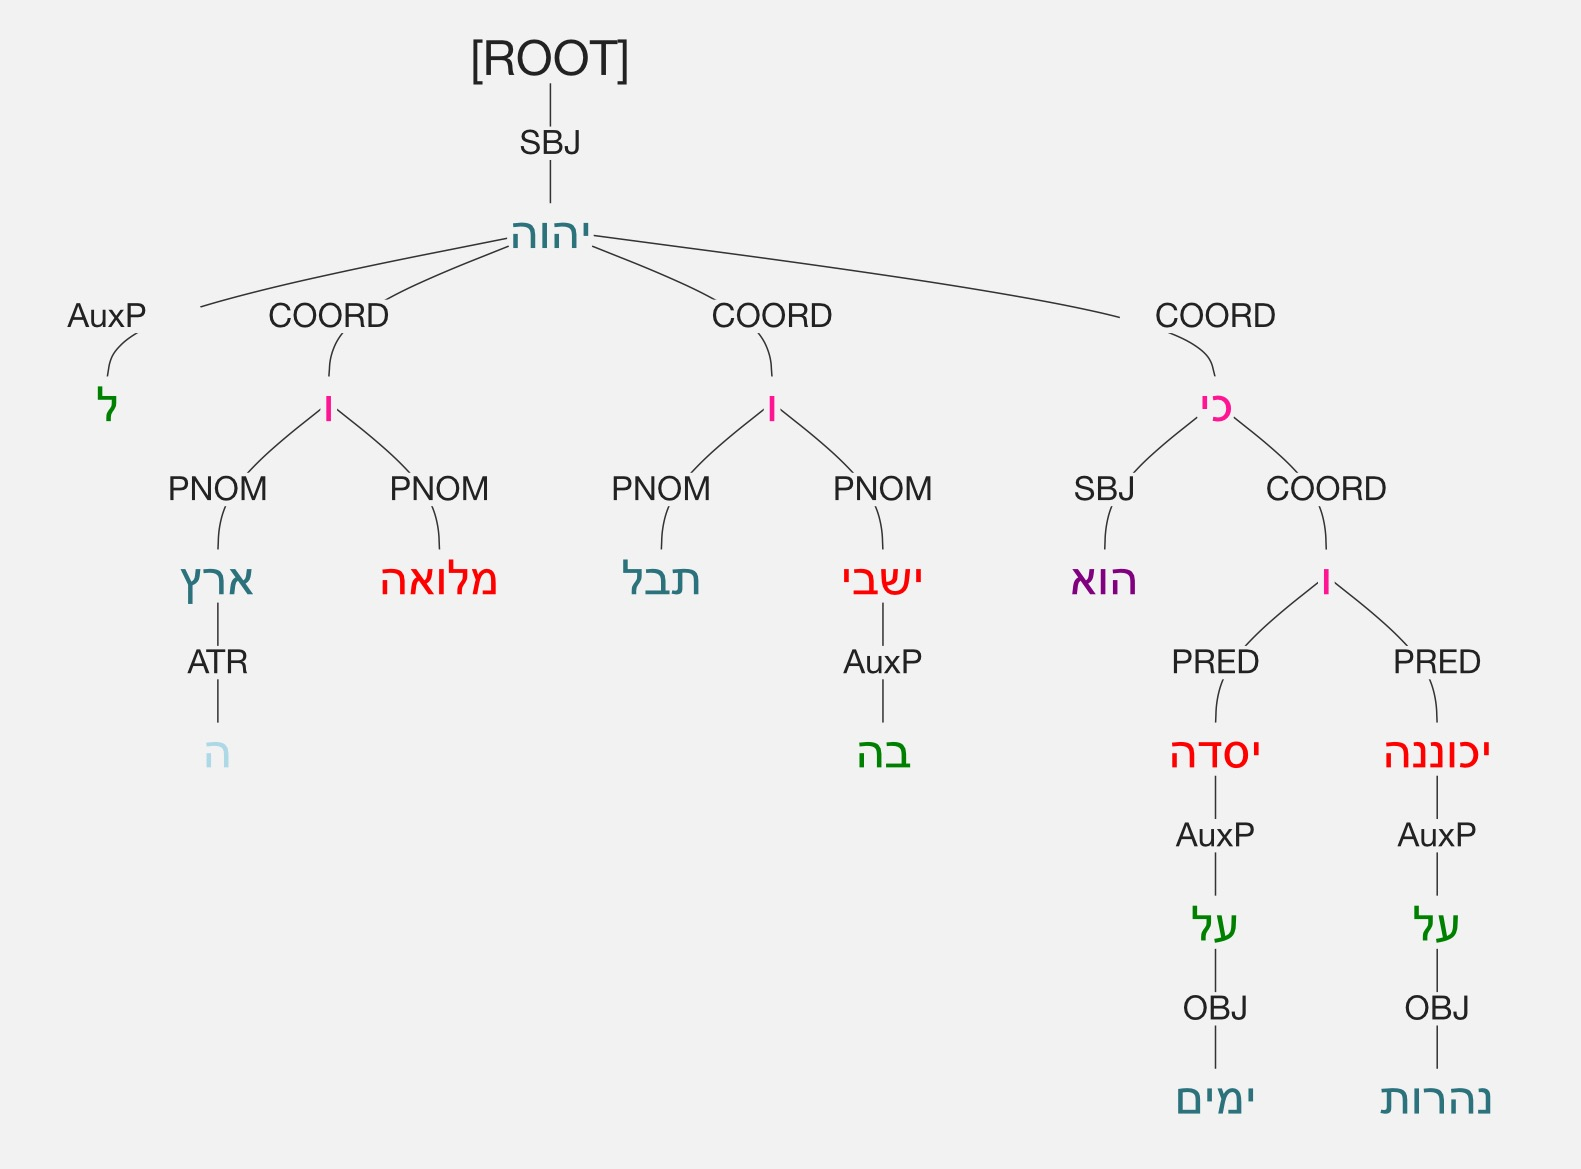 [ROOT]
SBJ
יהוה
AuxP COORD COORD COORD
ל ו ו כי
PNOM PNOM PNOM PNOM SBJ COORD
ארץ מלואה תבל ישבי הוא ו
ATR AuxP PRED PRED
ה בה יסדה יכוננה
AuxP AuxP
על על
OBJ OBJ
ימים נהרות